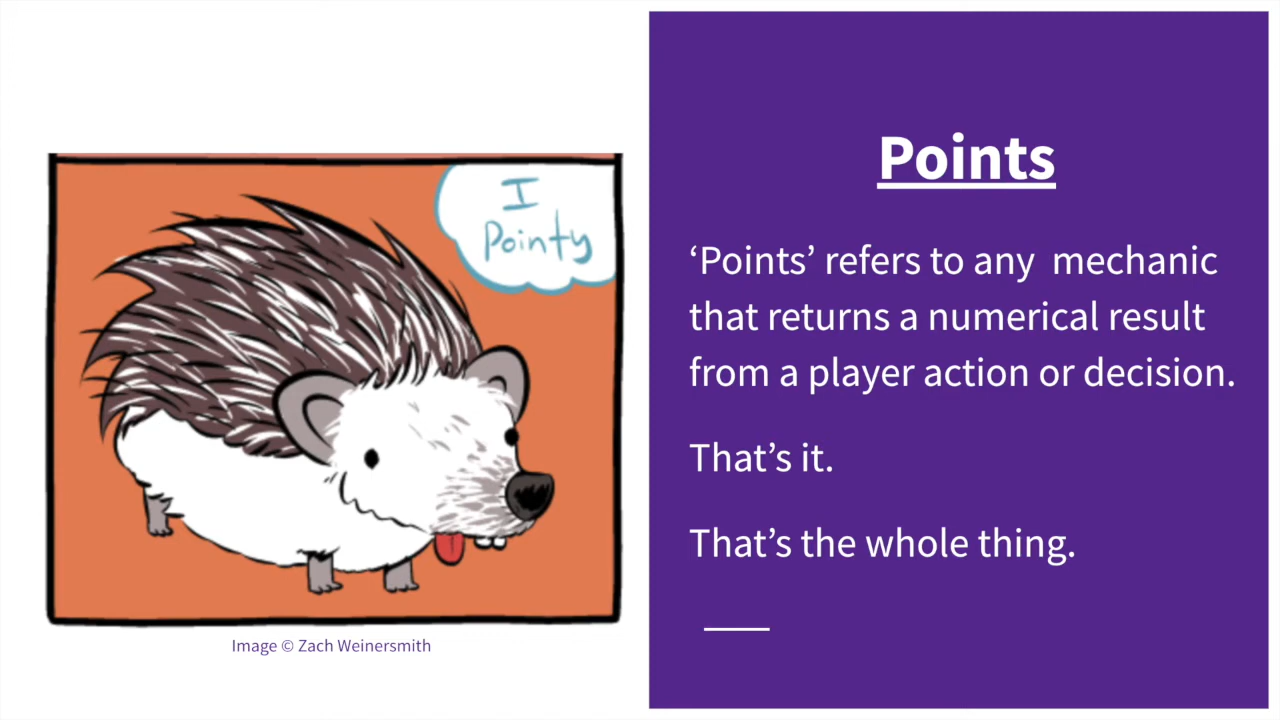 I
Pointy
Image © Zach Weinersmith
Points
‘Points’ refers to any  mechanic
that returns a numerical result
from a player action or decision.
That’s it.
That’s the whole thing.